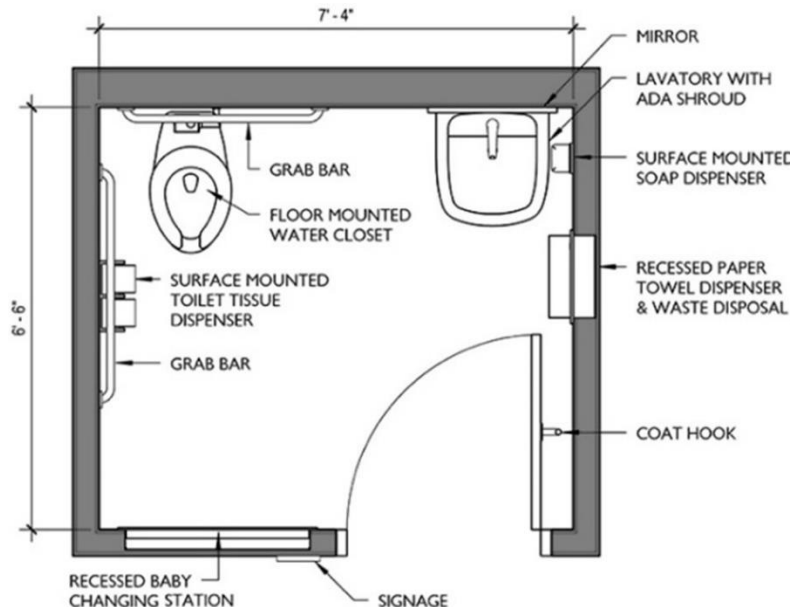 7' - 4"
MIRROR
LAVATORY WITH
ADA SHROUD
GRAB BAR
SURFACE MOUNTED
SOAP DISPENSER
FLOOR MOUNTED
WATER CLOSET
SURFACE MOUNTED
TOILET TISSUE
DISPENSER
RECESSED PAPER
TOWEL DISPENSER
& WASTE DISPOSAL
6' - 6"
GRAB BAR
COAT HOOK
RECESSED BABY
CHANGING STATION
SIGNAGE